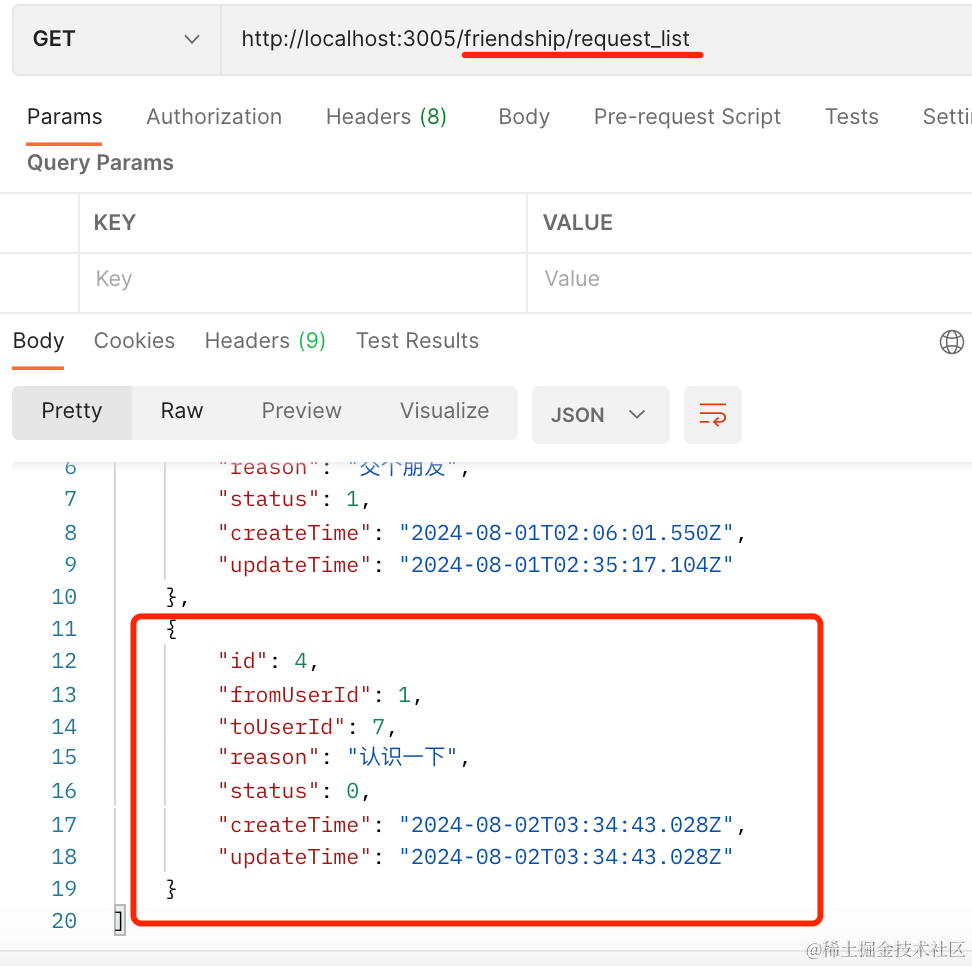 GET http://localhost:3005/friendship/request_list
Params Authorization Headers (8) Body Pre-request Script Tests Setti
Query Params
KEY VALUE
Key Value
Body Cookies Headers (9) Test Results
Pretty Raw Preview Visualize JSON
6 "reason": "交个朋友",
7 "status": 1,
8 "createTime": "2024-08-01T02:06:01.550Z",
9 "updateTime": "2024-08-01T02:35:17.104Z"
10 },
11 {
12 "id": 4,
13 "fromUserId": 1,
14 "toUserId": 7,
15 "reason": "认识一下",
16 "status": 0,
17 "createTime": "2024-08-02T03:34:43.028Z",
18 "updateTime": "2024-08-02T03:34:43.028Z"
19 }
20 ]
@稀土掘金技术社区